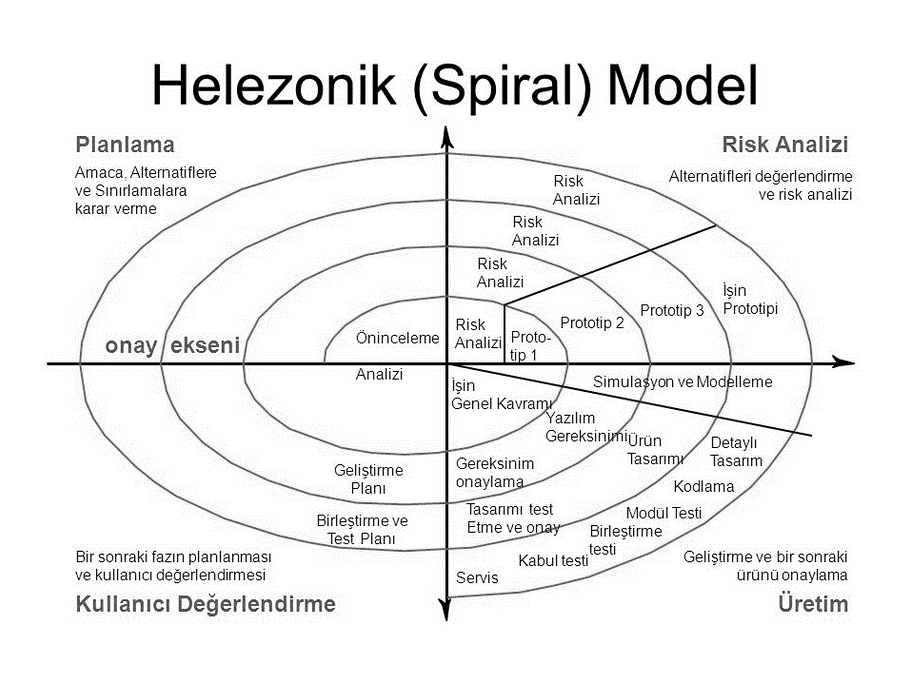 Helezonik (Spiral) Model
Planlama
Amaca, Alternatiflere
ve Sınırlamalara
karar verme
Risk Analizi
Alternatifleri değerlendirme
ve risk analizi
Risk
Analizi
Risk
Analizi
Risk
Analizi
İşin
Prototipi
Prototip 3
Prototip 2
onay ekseni
Öninceleme
Risk
Analizi
Proto-
tip 1
Analizi
İşin
Genel Kavramı
Simulasyon ve Modelleme
Yazılım
Gereksinimi
Ürün
Tasarımı
Detaylı
Tasarım
Geliştirme
Planı
Gereksinim
onaylama
Kodlama
Birleştirme ve
Test Planı
Tasarımı test
Etme ve onay
Modül Testi
Birleştirme
testi
Kabul testi
Servis
Bir sonraki fazın planlanması
ve kullanıcı değerlendirmesi
Kullanıcı Değerlendirme
Geliştirme ve bir sonraki
ürünü onaylama
Üretim